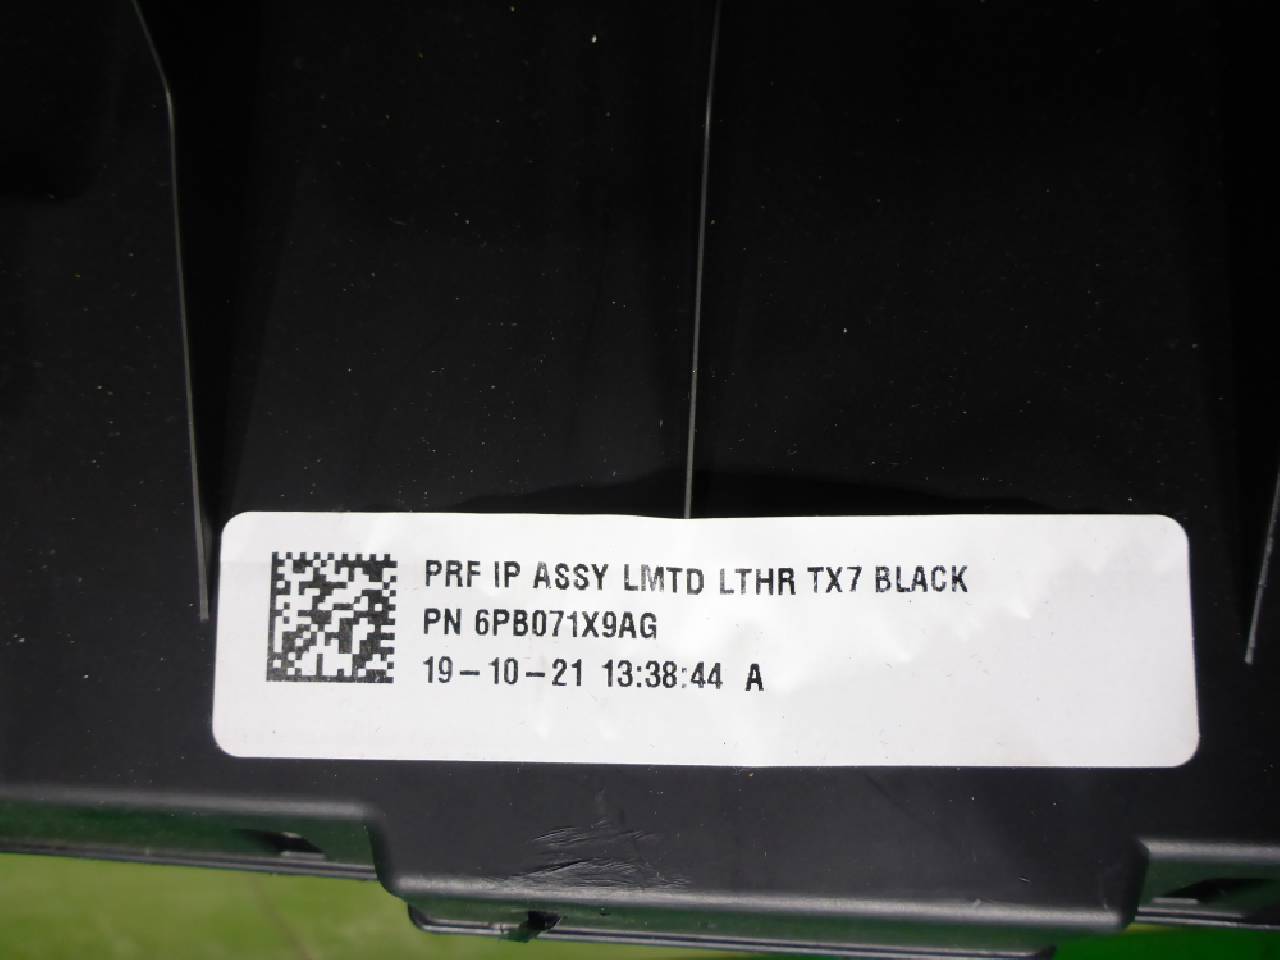 PRF IP ASSY LMTD LTHR TX7 BLACK
PN 6PB071X9AG
19-10-21 13:38:44 A